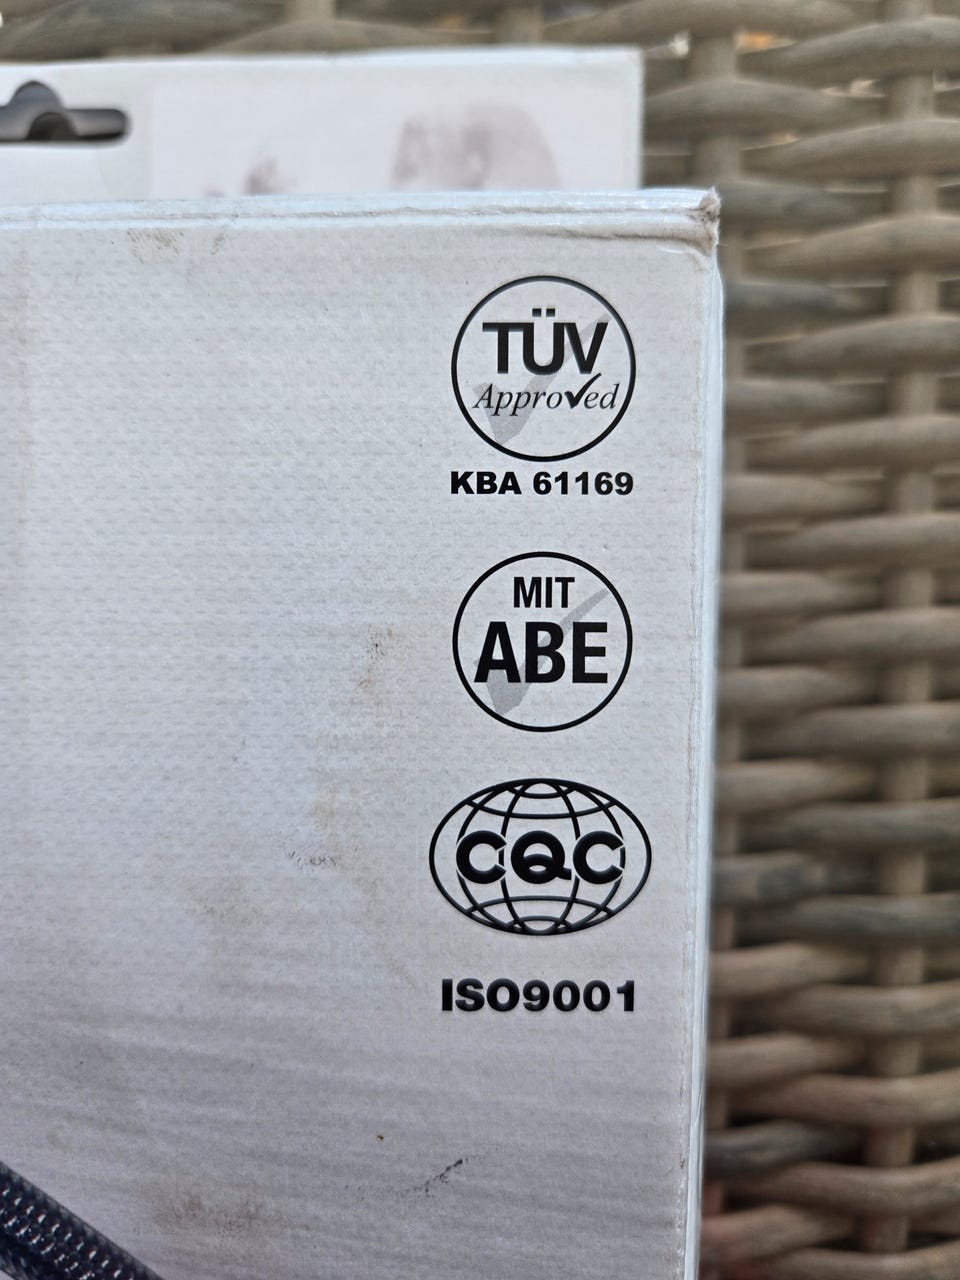 TÜV
Approved
KBA 61169
MIT
ABE
CQC
ISO9001